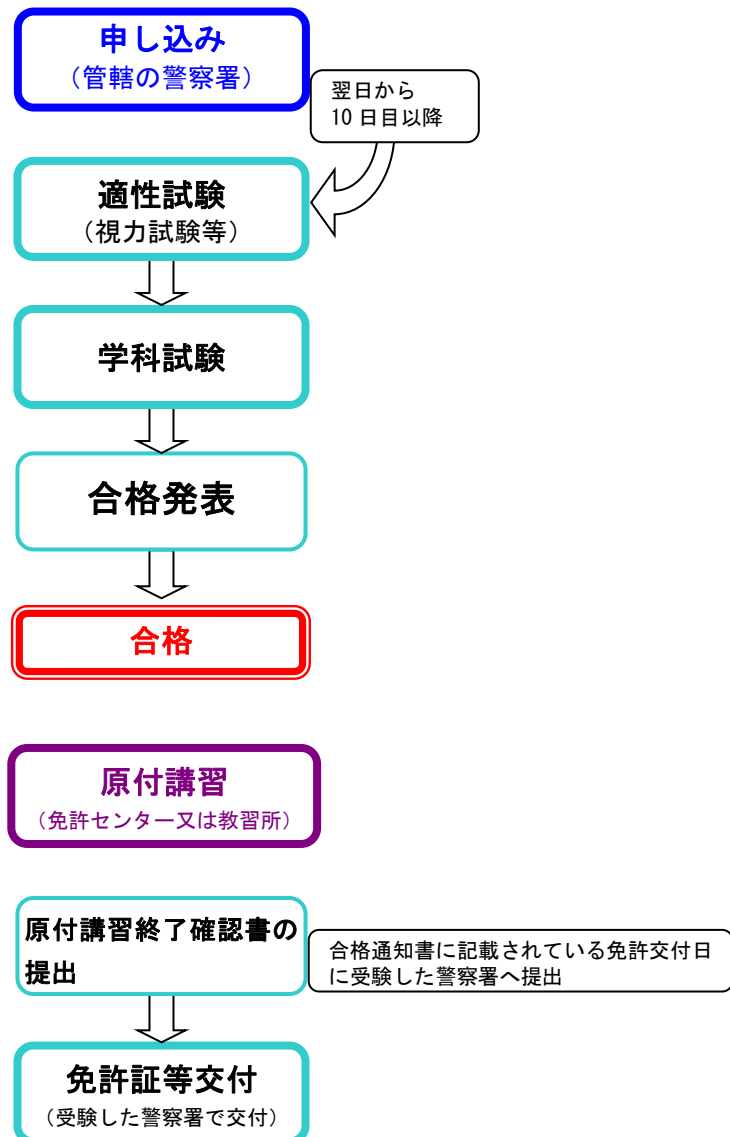 申し込み
（管轄の警察署）
翌日から
10日目以降
適性試験
（視力試験等）
学科試験
合格発表
合格
原付講習
（免許センター又は教習所）
原付講習終了確認書の
提出
合格通知書に記載されている免許交付日
に受験した警察署へ提出
免許証等交付
（受験した警察署で交付）